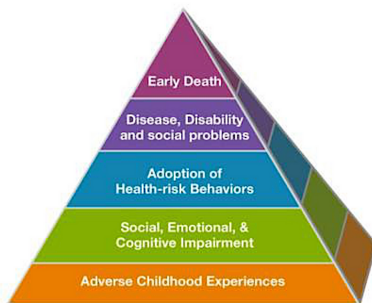 Early Death
Disease, Disability
and social problems
Adoption of
Health-risk Behaviors
Social, Emotional, &
Cognitive Impairment
Adverse Childhood Experiences